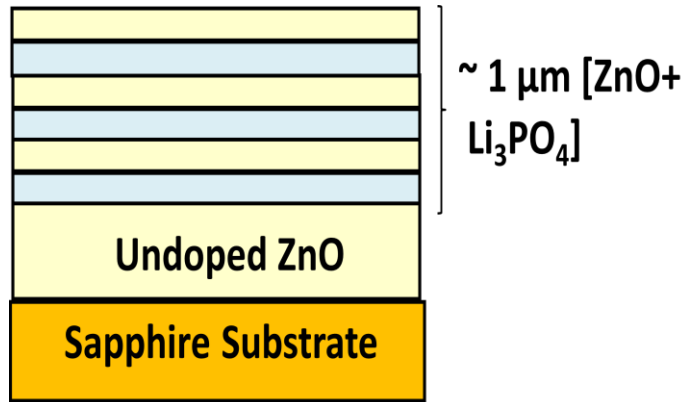 ~ 1 μm [ZnO+
Li₃PO₄]
Undoped ZnO
Sapphire Substrate